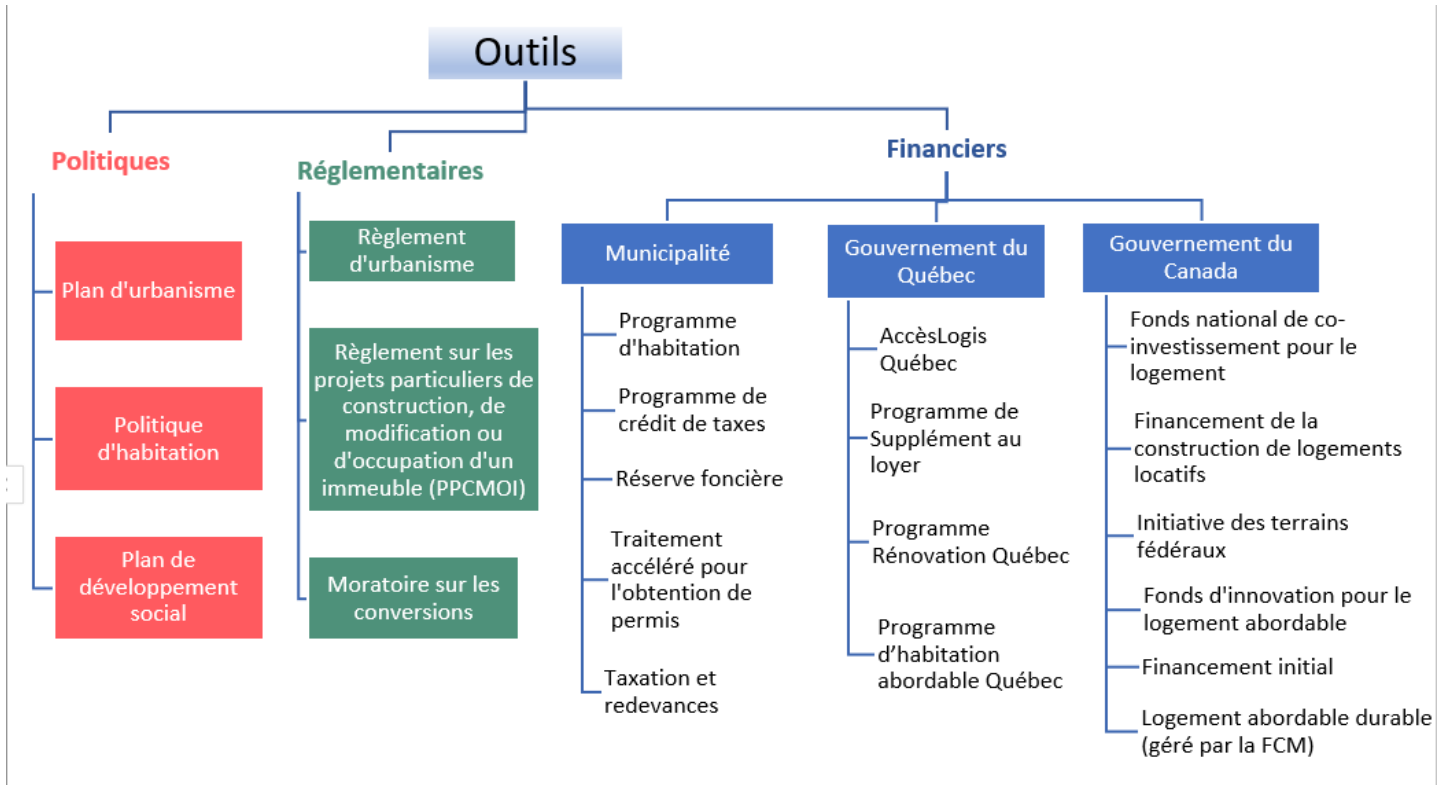 Outils
Politiques
Plan d'urbanisme
Politique
d'habitation
Plan de
développement
social
Réglementaires
Règlement
d'urbanisme
Règlement sur les
projets particuliers de
construction, de
modification ou
d'occupation d'un
immeuble (PPCMOI)
Moratoire sur les
conversions
Financiers
Municipalité
Programme
d'habitation
Programme de
crédit de taxes
Réserve foncière
Traitement
accéléré pour
l'obtention de
permis
Taxation et
redevances
Gouvernement du
Québec
AccèsLogis
Québec
Programme de
Supplément au
loyer
Programme
Rénovation Québec
Programme
d’habitation
abordable Québec
Gouvernement du
Canada
Fonds national de co-
investissement pour le
logement
Financement de la
construction de logements
locatifs
Initiative des terrains
fédéraux
Fonds d'innovation pour le
logement abordable
Financement initial
Logement abordable durable
(géré par la FCM)